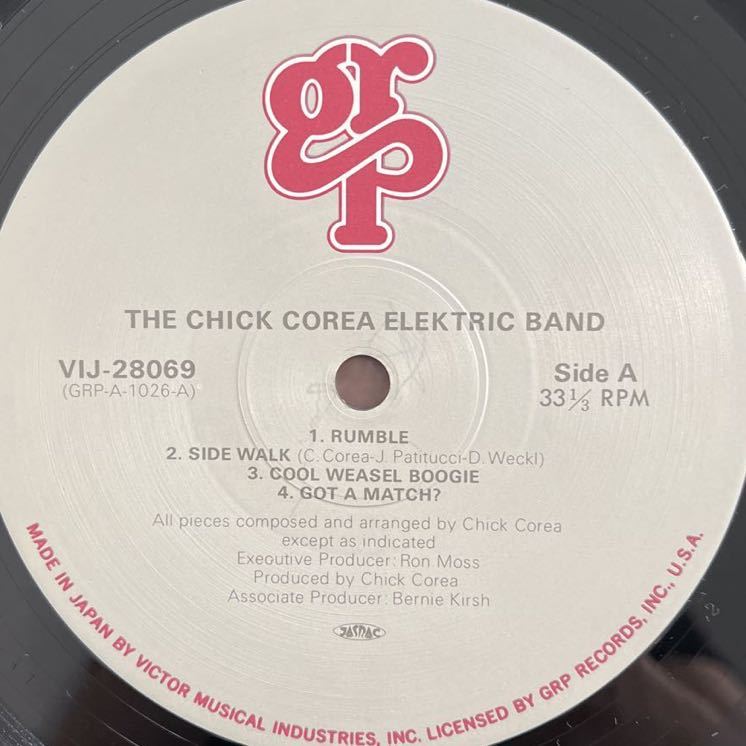 grp
THE CHICK COREA ELEKTRIC BAND
VIJ-28069
(GRP-A-1026-A)
Side A
33 1/3 RPM
1. RUMBLE
2. SIDE WALK (C. Corea-J. Patitucci-D. Weckl)
3. COOL WEASEL BOOGIE
4. GOT A MATCH?
All pieces composed and arranged by Chick Corea
except as indicated
Executive Producer: Ron Moss
Produced by Chick Corea
Associate Producer: Bernie Kirsh
JASRAC
MADE IN JAPAN BY VICTOR MUSICAL INDUSTRIES, INC. LICENSED BY GRP RECORDS, INC., U.S.A.